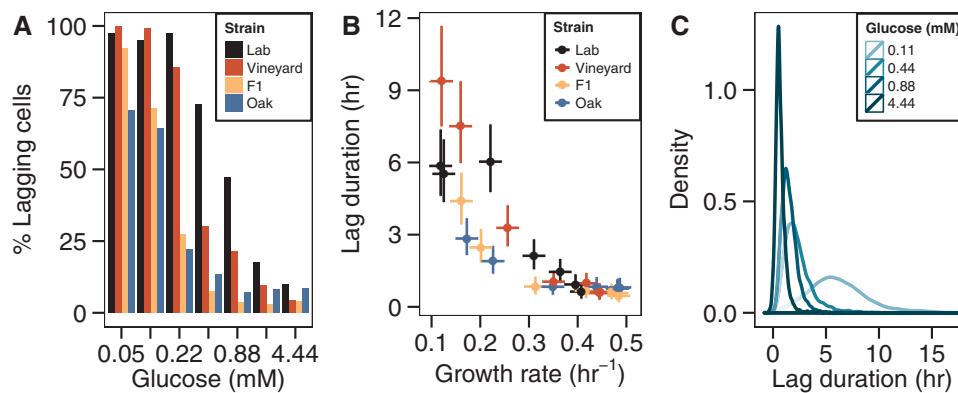 A
% Lagging cells
100
75
50
25
0
Strain
Lab
Vineyard
F1
Oak
0.05 0.22 0.88 4.44
Glucose (mM)
B
Lag duration (hr)
12
9
6
3
0
Strain
Lab
Vineyard
F1
Oak
0.1 0.2 0.3 0.4 0.5
Growth rate (hr⁻¹)
C
Density
1.0
0.5
0.0
Glucose (mM)
0.11
0.44
0.88
4.44
0 5 10 15
Lag duration (hr)